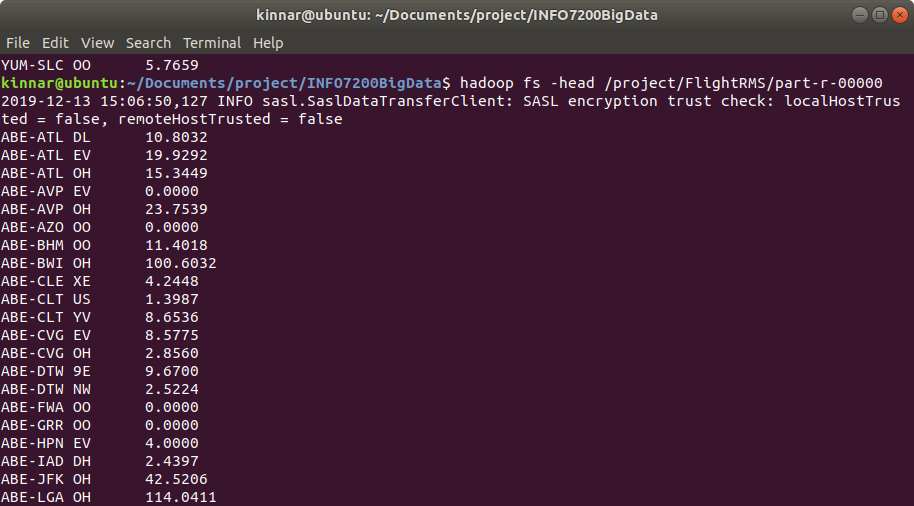 kinnar@ubuntu: ~/Documents/project/INFO7200BigData
File Edit View Search Terminal Help
YUM-SLC OO      5.7659
kinnar@ubuntu:~/Documents/project/INFO7200BigData$ hadoop fs -head /project/FlightRMS/part-r-00000
2019-12-13 15:06:50,127 INFO sasl.SaslDataTransferClient: SASL encryption trust check: localHostTrus
ted = false, remoteHostTrusted = false
ABE-ATL DL      10.8032
ABE-ATL EV      19.9292
ABE-ATL OH      15.3449
ABE-AVP EV      0.0000
ABE-AVP OH      23.7539
ABE-AZO OO      0.0000
ABE-BHM OO      11.4018
ABE-BWI OH      100.6032
ABE-CLE XE      4.2448
ABE-CLT US      1.3987
ABE-CLT YV      8.6536
ABE-CVG EV      8.5775
ABE-CVG OH      2.8560
ABE-DTW 9E      9.6700
ABE-DTW NW      2.5224
ABE-FWA OO      0.0000
ABE-GRR OO      0.0000
ABE-HPN EV      4.0000
ABE-IAD DH      2.4397
ABE-JFK OH      42.5206
ABE-LGA OH      114.0411